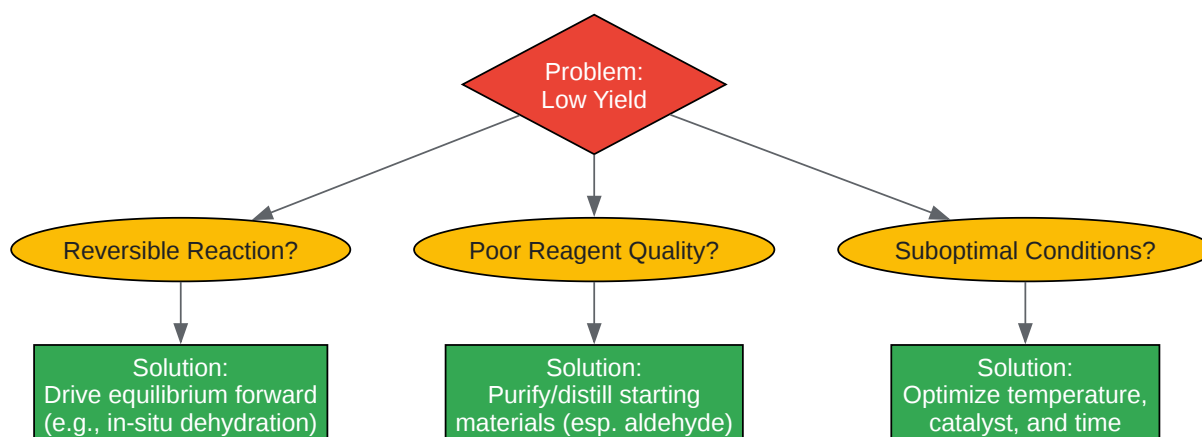 Problem:
Low Yield
Reversible Reaction?
Poor Reagent Quality?
Suboptimal Conditions?
Solution:
Drive equilibrium forward
(e.g., in-situ dehydration)
Solution:
Purify/distill starting
materials (esp. aldehyde)
Solution:
Optimize temperature,
catalyst, and time